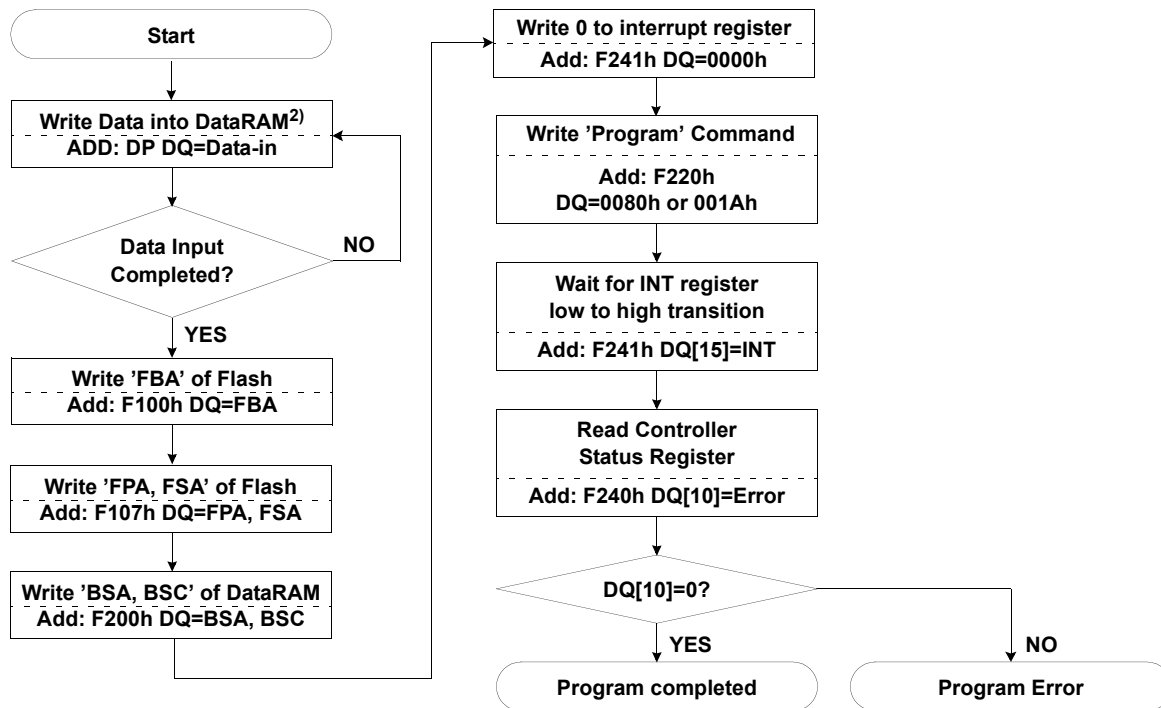 Start
Write Data into DataRAM2)
ADD: DP DQ=Data-in
Data Input
Completed?
NO
YES
Write ’FBA’ of Flash
Add: F100h DQ=FBA
Write ’FPA, FSA’ of Flash
Add: F107h DQ=FPA, FSA
Write ’BSA, BSC’ of DataRAM
Add: F200h DQ=BSA, BSC
Write 0 to interrupt register
Add: F241h DQ=0000h
Write ’Program’ Command
Add: F220h
DQ=0080h or 001Ah
Wait for INT register
low to high transition
Add: F241h DQ[15]=INT
Read Controller
Status Register
Add: F240h DQ[10]=Error
DQ[10]=0?
YES
NO
Program completed
Program Error